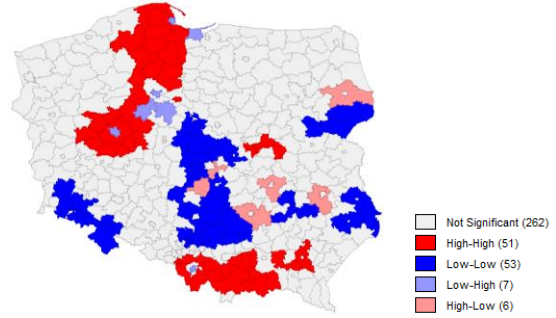 Not Significant (262)
High-High (51)
Low-Low (53)
Low-High (7)
High-Low (6)